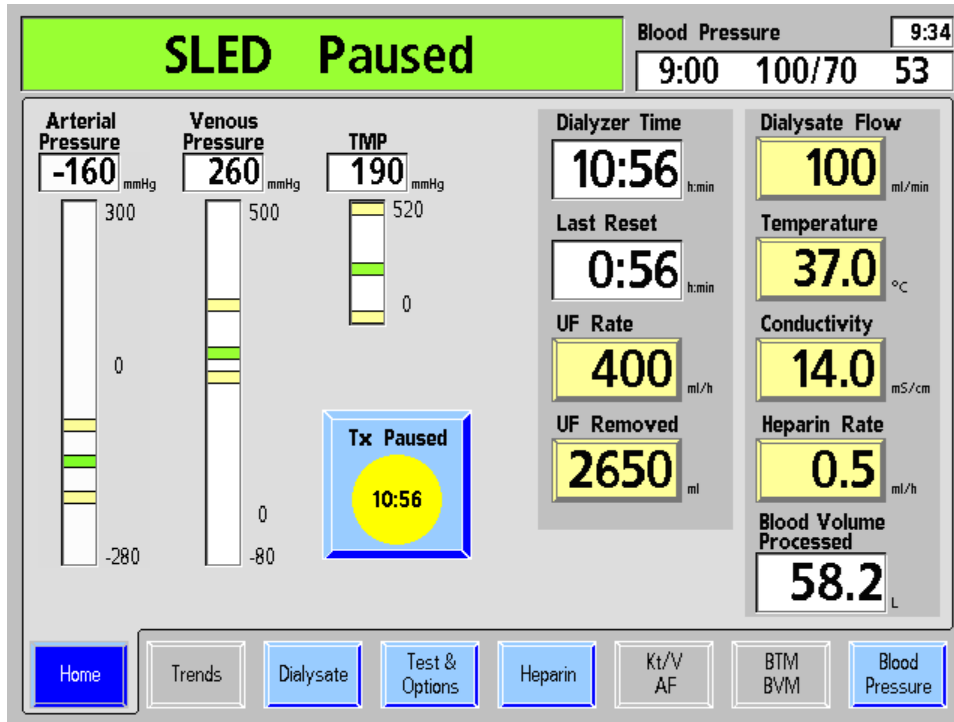 SLED Paused
Blood Pressure 9:34
9:00 100/70 53
Arterial Pressure
-160 mmHg
300
0
-280
Venous Pressure
260 mmHg
500
0
-80
TMP
190 mmHg
520
0
Tx Paused
10:56
Dialyzer Time
10:56 h:min
Last Reset
0:56 h:min
UF Rate
400 ml/h
UF Removed
2650 ml
Dialysate Flow
100 ml/min
Temperature
37.0 °C
Conductivity
14.0 mS/cm
Heparin Rate
0.5 ml/h
Blood Volume
Processed
58.2 L
Home
Trends
Dialysate
Test &
Options
Heparin
Kt/V
AF
BTM
BVM
Blood
Pressure